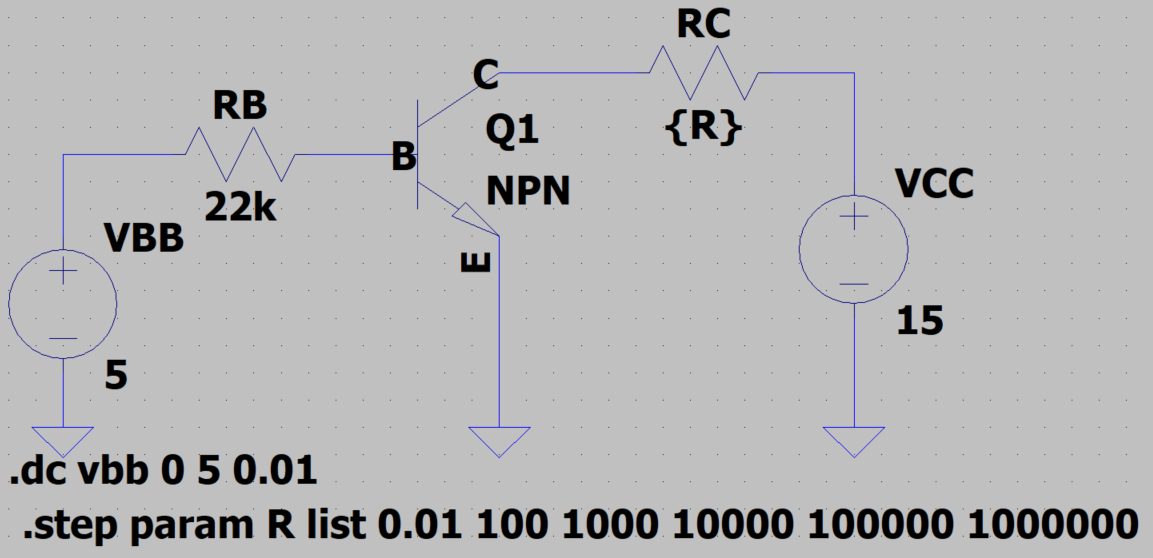 RC
RB
C
Q1
{R}
B
NPN
VCC
22k
VBB
E
15
5
.dc vbb 0 5 0.01
.step param R list 0.01 100 1000 10000 100000 1000000